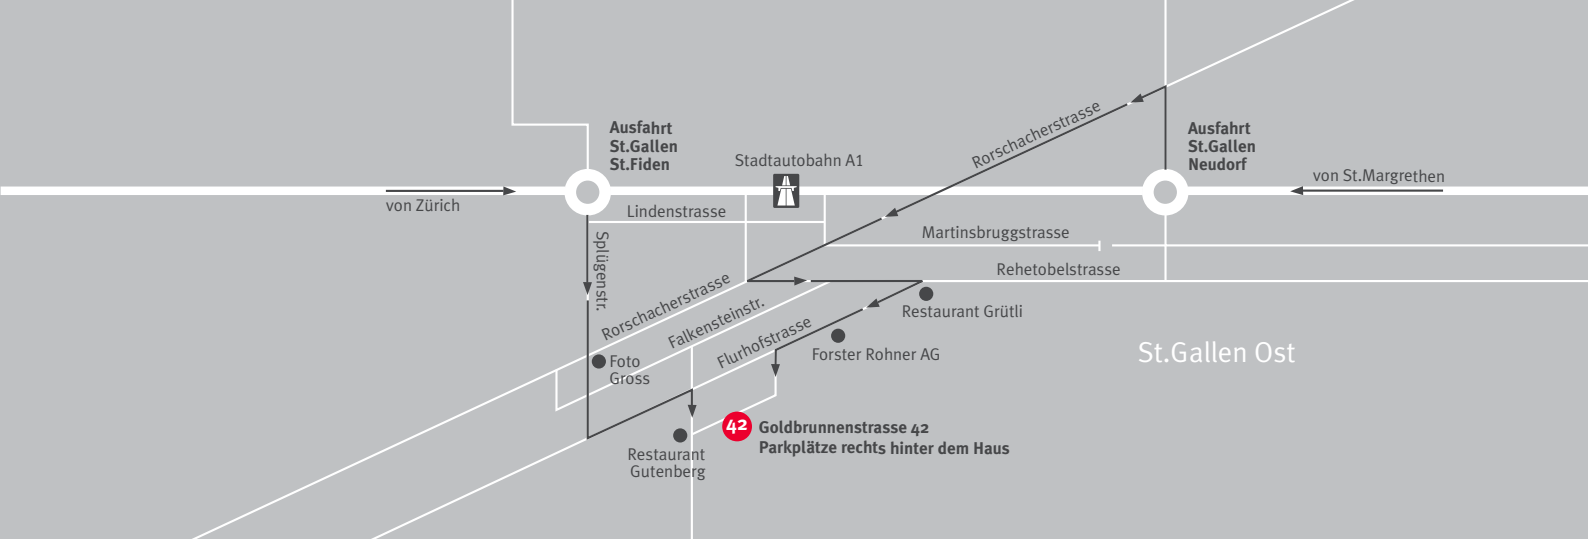 Ausfahrt
St.Gallen
St.Fiden
Stadtautobahn A1
Rorschacherstrasse
Ausfahrt
St.Gallen
Neudorf
von St.Margrethen
von Zürich
Lindenstrasse
Splügenstr.
Martinsbruggstrasse
Rehetobelstrasse
Rorschacherstrasse
Falkensteinstr.
Flurhofstrasse
Restaurant Grütli
Forster Rohner AG
St.Gallen Ost
Foto
Gross
42
Goldbrunnenstrasse 42
Parkplätze rechts hinter dem Haus
Restaurant
Gutenberg